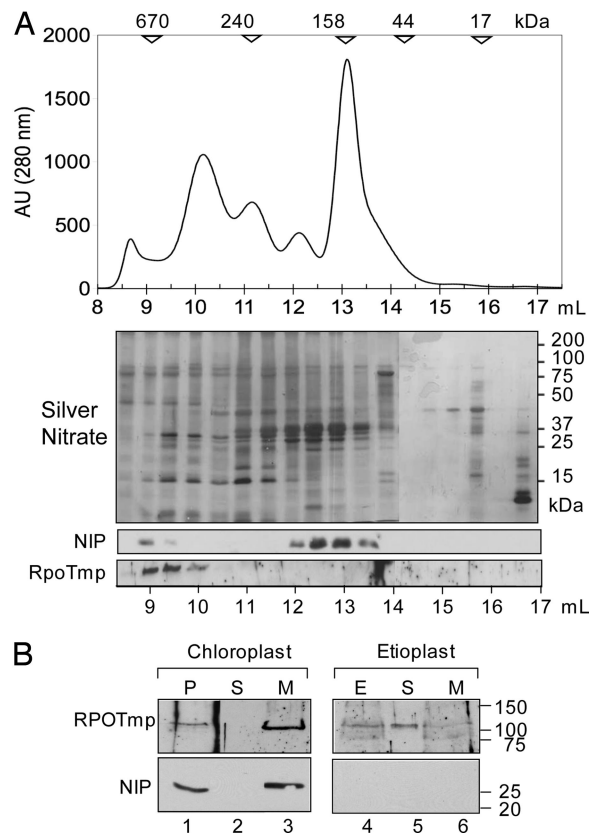 A
670 240 158 44 17 kDa
2000
1500
1000
500
0
AU (280 nm)
8 9 10 11 12 13 14 15 16 17 mL
Silver
Nitrate
200
100
75
50
37
25
15
kDa
NIP
RpoTmp
9 10 11 12 13 14 15 16 17 mL
B
Chloroplast Etioplast
P S M E S M
RPOTmp
150
100
75
NIP
25
20
1 2 3 4 5 6